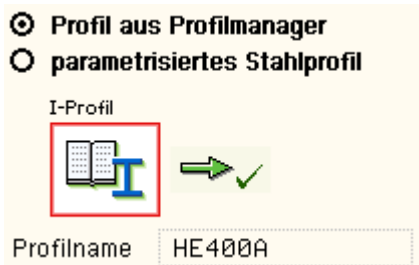 Profil aus Profilmanager
parametrisiertes Stahlprofil
I-Profil
Profilname HE400A